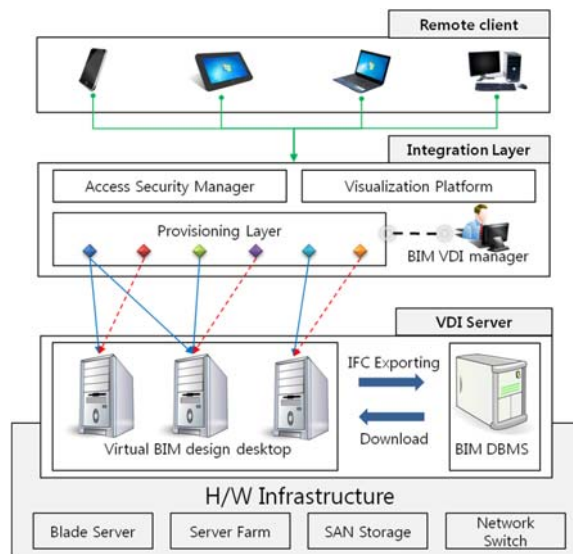 Remote client
Integration Layer
Access Security Manager
Visualization Platform
Provisioning Layer
BIM VDI manager
VDI Server
IFC Exporting
Download
Virtual BIM design desktop
BIM DBMS
H/W Infrastructure
Blade Server
Server Farm
SAN Storage
Network
Switch